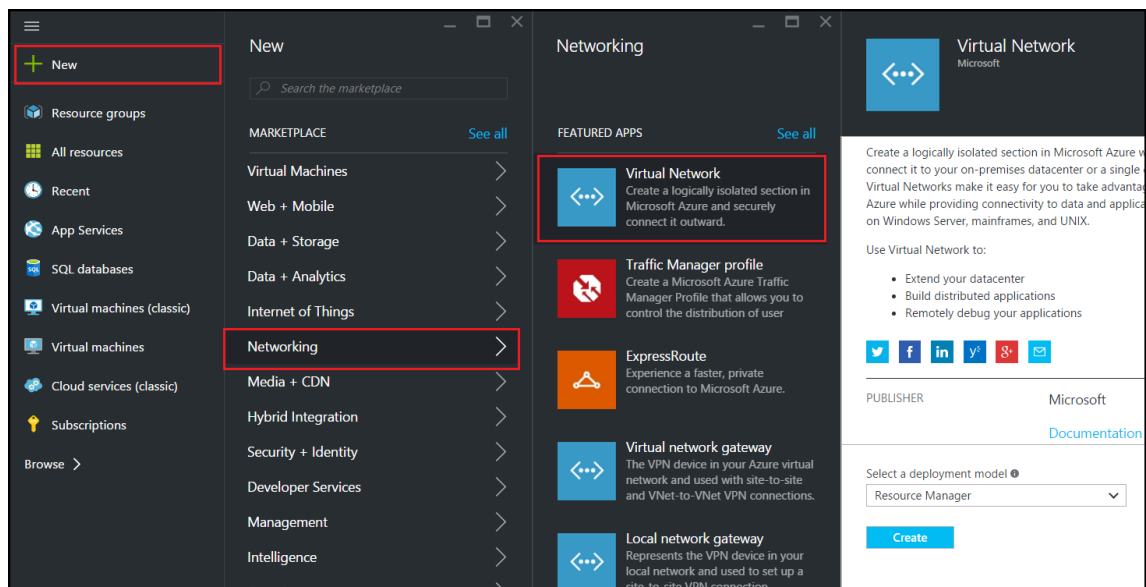 New
Resource groups
All resources
Recent
App Services
SQL
SQL databases
Virtual machines (classic)
Virtual machines
Cloud services (classic)
Subscriptions
Browse
New
Search the marketplace
MARKETPLACE See all
Virtual Machines
Web + Mobile
Data + Storage
Data + Analytics
Internet of Things
Networking
Media + CDN
Hybrid Integration
Security + Identity
Developer Services
Management
Intelligence
Networking
FEATURED APPS See all
Virtual Network
Create a logically isolated section in
Microsoft Azure and securely
connect it outward.
Traffic Manager profile
Create a Microsoft Azure Traffic
Manager Profile that allows you to
control the distribution of user
ExpressRoute
Experience a faster, private
connection to Microsoft Azure.
Virtual network gateway
The VPN device in your Azure virtual
network and used with site-to-site
and VNet-to-VNet VPN connections.
Local network gateway
Represents the VPN device in your
local network and used to set up a
site-to-site VPN connection
Virtual Network
Microsoft
Create a logically isolated section in Microsoft Azure
connect it to your on-premises datacenter or a single
Virtual Networks make it easy for you to take
Azure while providing connectivity to data and
on Windows Server, mainframes, and UNIX.
Use Virtual Network to:
Extend your datacenter
Build distributed applications
Remotely debug your applications
PUBLISHER Microsoft
Documentation
Select a deployment model
Resource Manager
Create